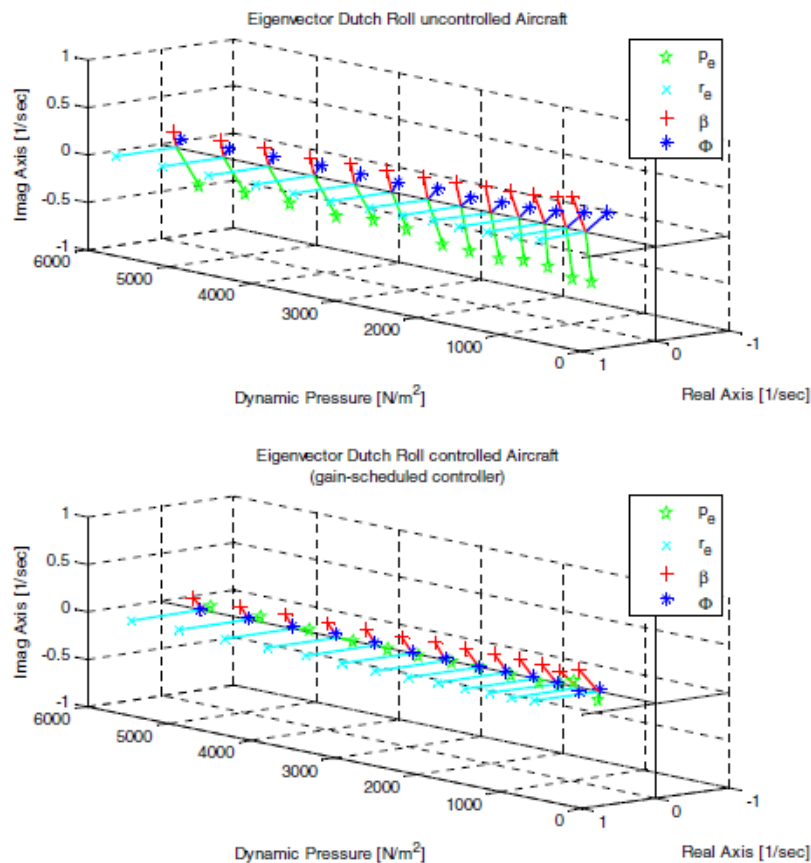 Eigenvector Dutch Roll uncontrolled Aircraft
Imag Axis [1/sec]
1
0.5
0
-0.5
-1
6000
5000
4000
3000
2000
1000
0
1
0
-1
Dynamic Pressure [N/m²]
Real Axis [1/sec]
pₑ
rₑ
β
Φ
Eigenvector Dutch Roll controlled Aircraft
(gain-scheduled controller)
Imag Axis [1/sec]
1
0.5
0
-0.5
-1
6000
5000
4000
3000
2000
1000
0
1
0
-1
Dynamic Pressure [N/m²]
Real Axis [1/sec]
pₑ
rₑ
β
Φ